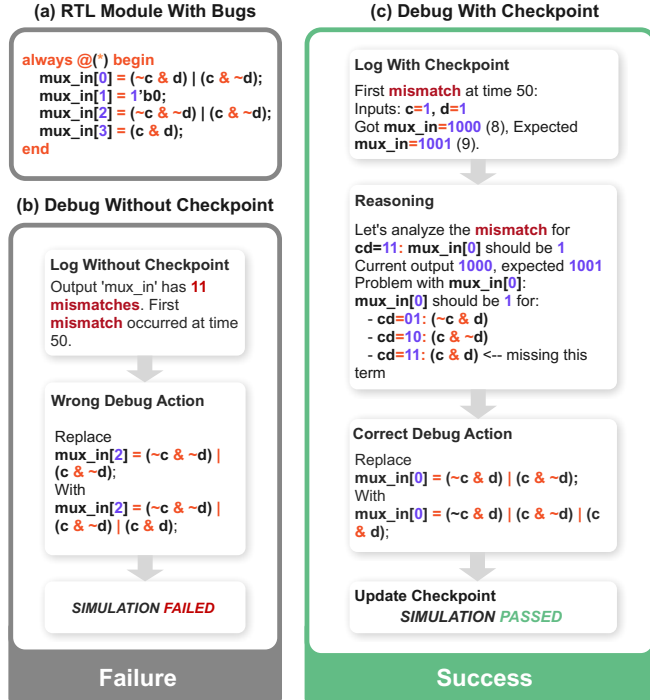 (a) RTL Module With Bugs
always @(*) begin
mux_in[0] = (~c & d) | (c & ~d);
mux_in[1] = 1'b0;
mux_in[2] = (~c & ~d) | (c & ~d);
mux_in[3] = (c & d);
end
(b) Debug Without Checkpoint
Log Without Checkpoint
Output 'mux_in' has 11
mismatches. First
mismatch occurred at time
50.
Wrong Debug Action
Replace
mux_in[2] = (~c & ~d) |
(c & ~d);
With
mux_in[2] = (~c & ~d) |
(c & ~d) | (c & d);
SIMULATION FAILED
Failure
(c) Debug With Checkpoint
Log With Checkpoint
First mismatch at time 50:
Inputs: c=1, d=1
Got mux_in=1000 (8), Expected
mux_in=1001 (9).
Reasoning
Let's analyze the mismatch for
cd=11: mux_in[0] should be 1
Current output 1000, expected 1001
Problem with mux_in[0]:
mux_in[0] should be 1 for:
- cd=01: (~c & d)
- cd=10: (c & ~d)
- cd=11: (c & d) <-- missing this
term
Correct Debug Action
Replace
mux_in[0] = (~c & d) | (c & ~d);
With
mux_in[0] = (~c & d) | (c & ~d) | (c
& d);
Update Checkpoint
SIMULATION PASSED
Success